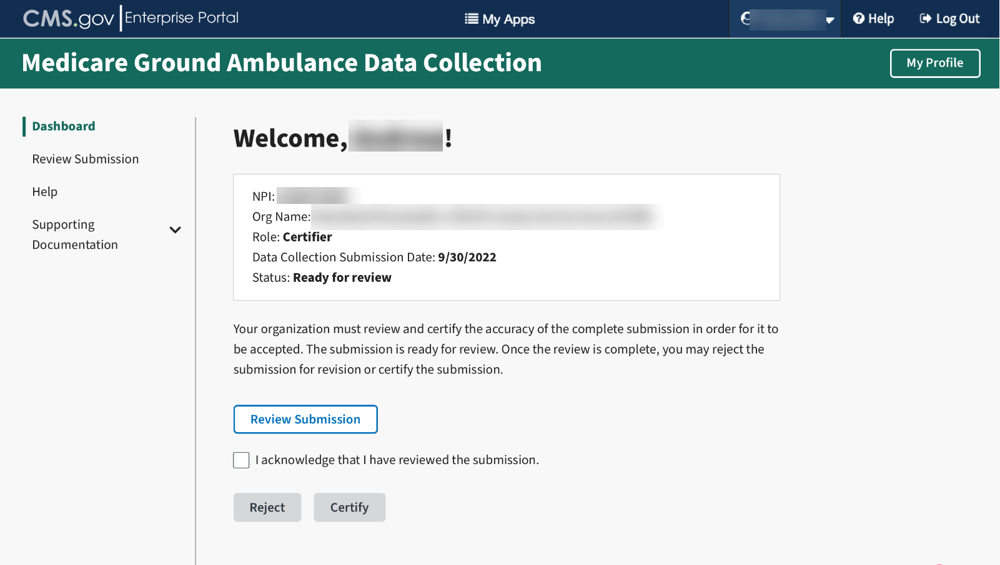 CMS.gov Enterprise Portal
My Apps
Help
Log Out
Medicare Ground Ambulance Data Collection
My Profile
Dashboard
Review Submission
Help
Supporting
Documentation
Welcome, !
NPI:
Org Name:
Role: Certifier
Data Collection Submission Date: 9/30/2022
Status: Ready for review
Your organization must review and certify the accuracy of the complete submission in order for it to
be accepted. The submission is ready for review. Once the review is complete, you may reject the
submission for revision or certify the submission.
Review Submission
I acknowledge that I have reviewed the submission.
Reject
Certify